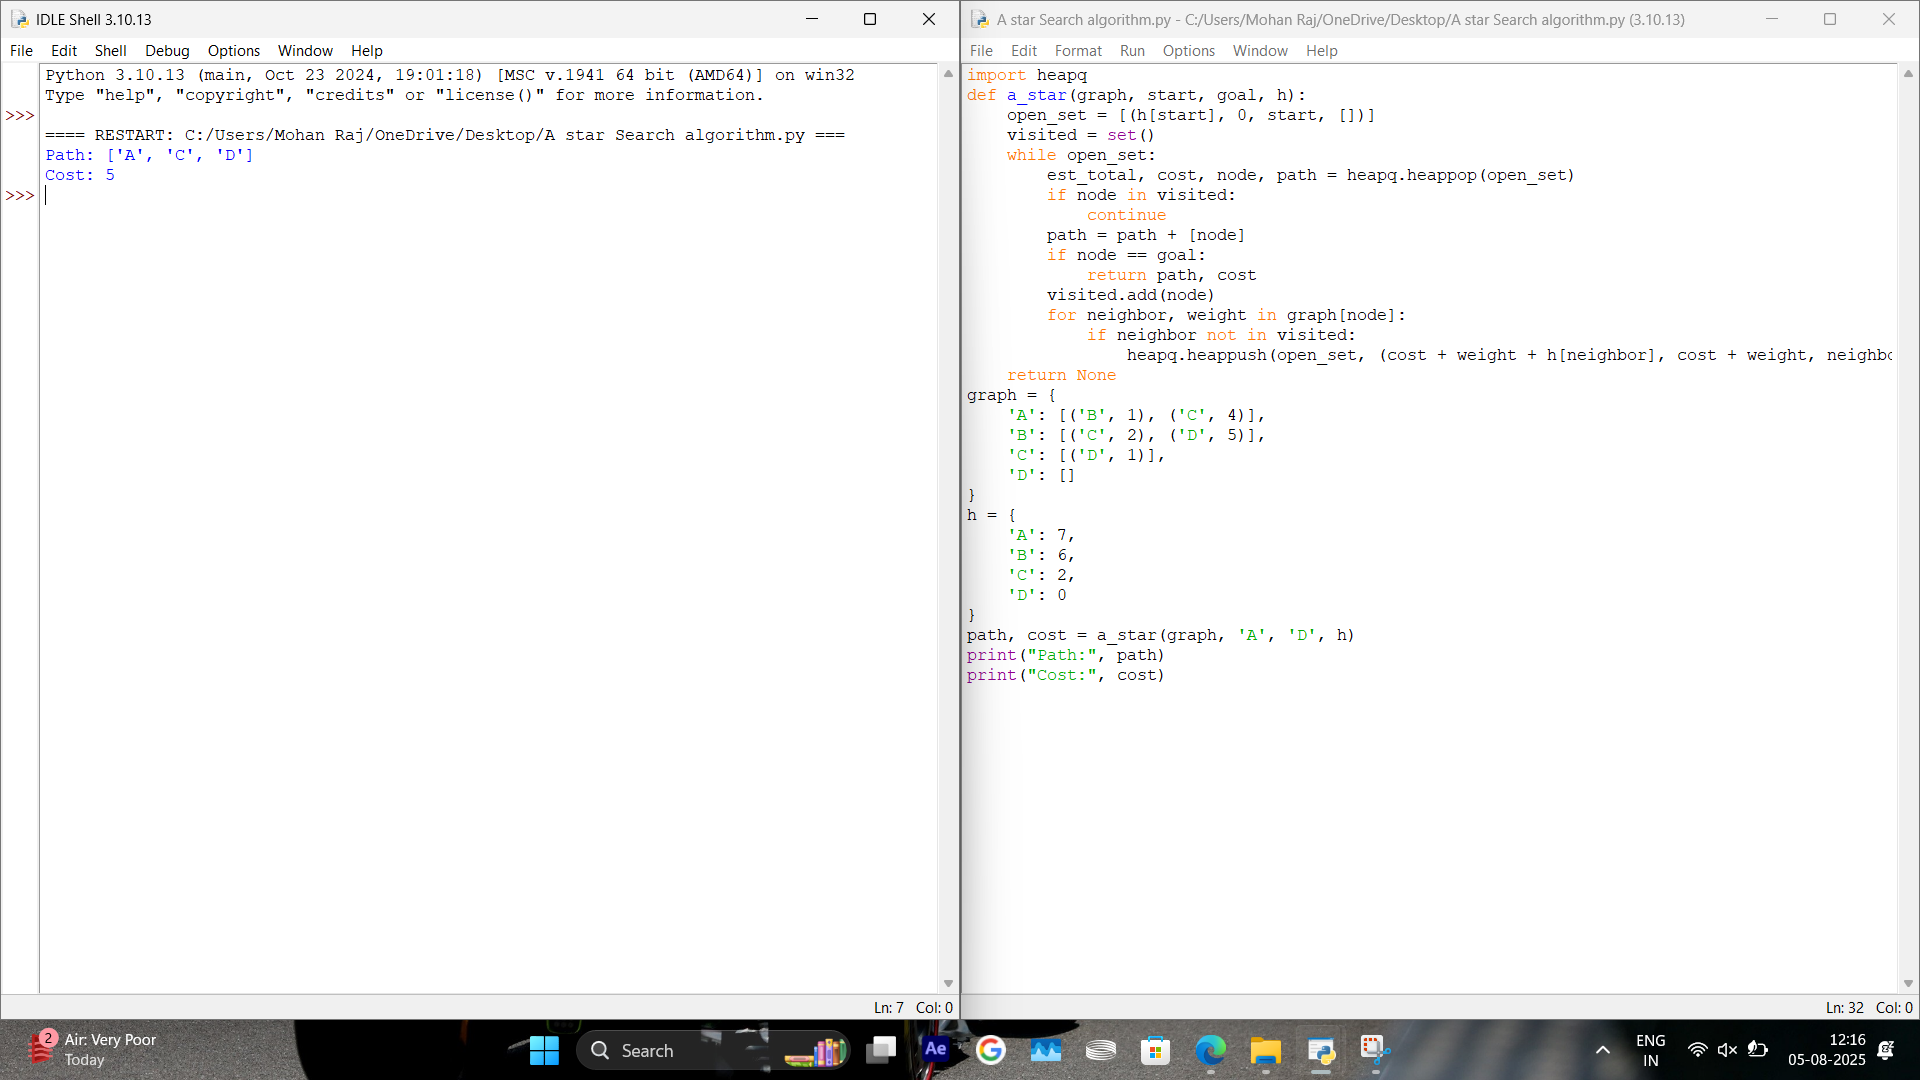 IDLE Shell 3.10.13
File Edit Shell Debug Options Window Help
Python 3.10.13 (main, Oct 23 2024, 19:01:18) [MSC v.1941 64 bit (AMD64)] on win32
Type "help", "copyright", "credits" or "license()" for more information.
>>>
==== RESTART: C:/Users/Mohan Raj/OneDrive/Desktop/A star Search algorithm.py ===
Path: ['A', 'C', 'D']
Cost: 5
>>>
Ln: 7 Col: 0
A star Search algorithm.py - C:/Users/Mohan Raj/OneDrive/Desktop/A star Search algorithm.py (3.10.13)
File Edit Format Run Options Window Help
import heapq
def a_star(graph, start, goal, h):
    open_set = [(h[start], 0, start, [])]
    visited = set()
    while open_set:
        est_total, cost, node, path = heapq.heappop(open_set)
        if node in visited:
            continue
        path = path + [node]
        if node == goal:
            return path, cost
        visited.add(node)
        for neighbor, weight in graph[node]:
            if neighbor not in visited:
                heapq.heappush(open_set, (cost + weight + h[neighbor], cost + weight, neighbo
    return None
graph = {
    'A': [('B', 1), ('C', 4)],
    'B': [('C', 2), ('D', 5)],
    'C': [('D', 1)],
    'D': []
}
h = {
    'A': 7,
    'B': 6,
    'C': 2,
    'D': 0
}
path, cost = a_star(graph, 'A', 'D', h)
print("Path:", path)
print("Cost:", cost)
Ln: 32 Col: 0
2
Air: Very Poor
Today
Search
Ae
ENG
IN
12:16
05-08-2025